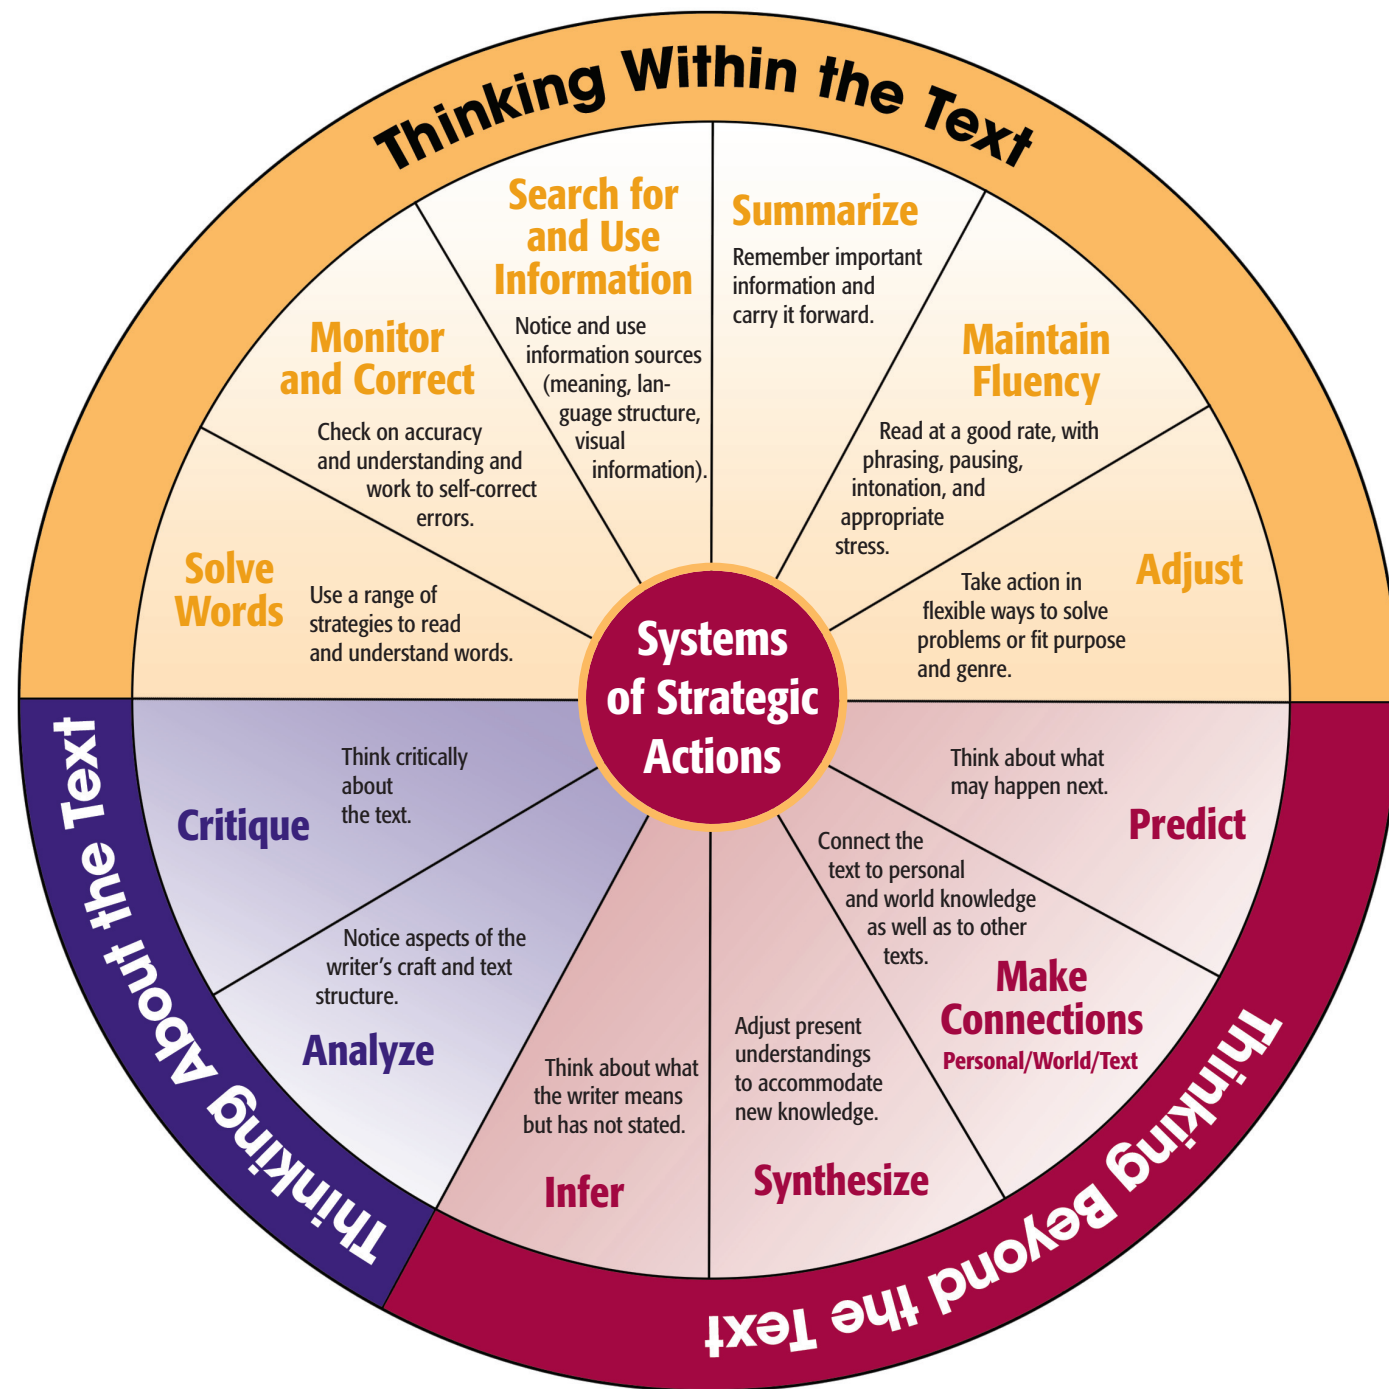 Thinking Within the Text
Search for
and Use
Information
Notice and use
information sources
(meaning, lan-
guage structure,
visual
information).
Summarize
Remember important
information and
carry it forward.
Monitor
and Correct
Check on accuracy
and understanding and
work to self-correct
errors.
Maintain
Fluency
Read at a good rate, with
phrasing, pausing,
intonation, and
appropriate
stress.
Solve
Words
Use a range of
strategies to read
and understand words.
Adjust
Take action in
flexible ways to solve
problems or fit purpose
and genre.
Systems
of Strategic
Actions
Thinking About the Text
Critique
Think critically
about
the text.
Notice aspects of the
writer’s craft and text
structure.
Analyze
Thinking Beyond the Text
Think about what
may happen next.
Predict
Connect the
text to personal
and world knowledge
as well as to other
texts.
Make
Connections
Personal/World/Text
Adjust present
understandings
to accommodate
new knowledge.
Synthesize
Think about what
the writer means
but has not stated.
Infer